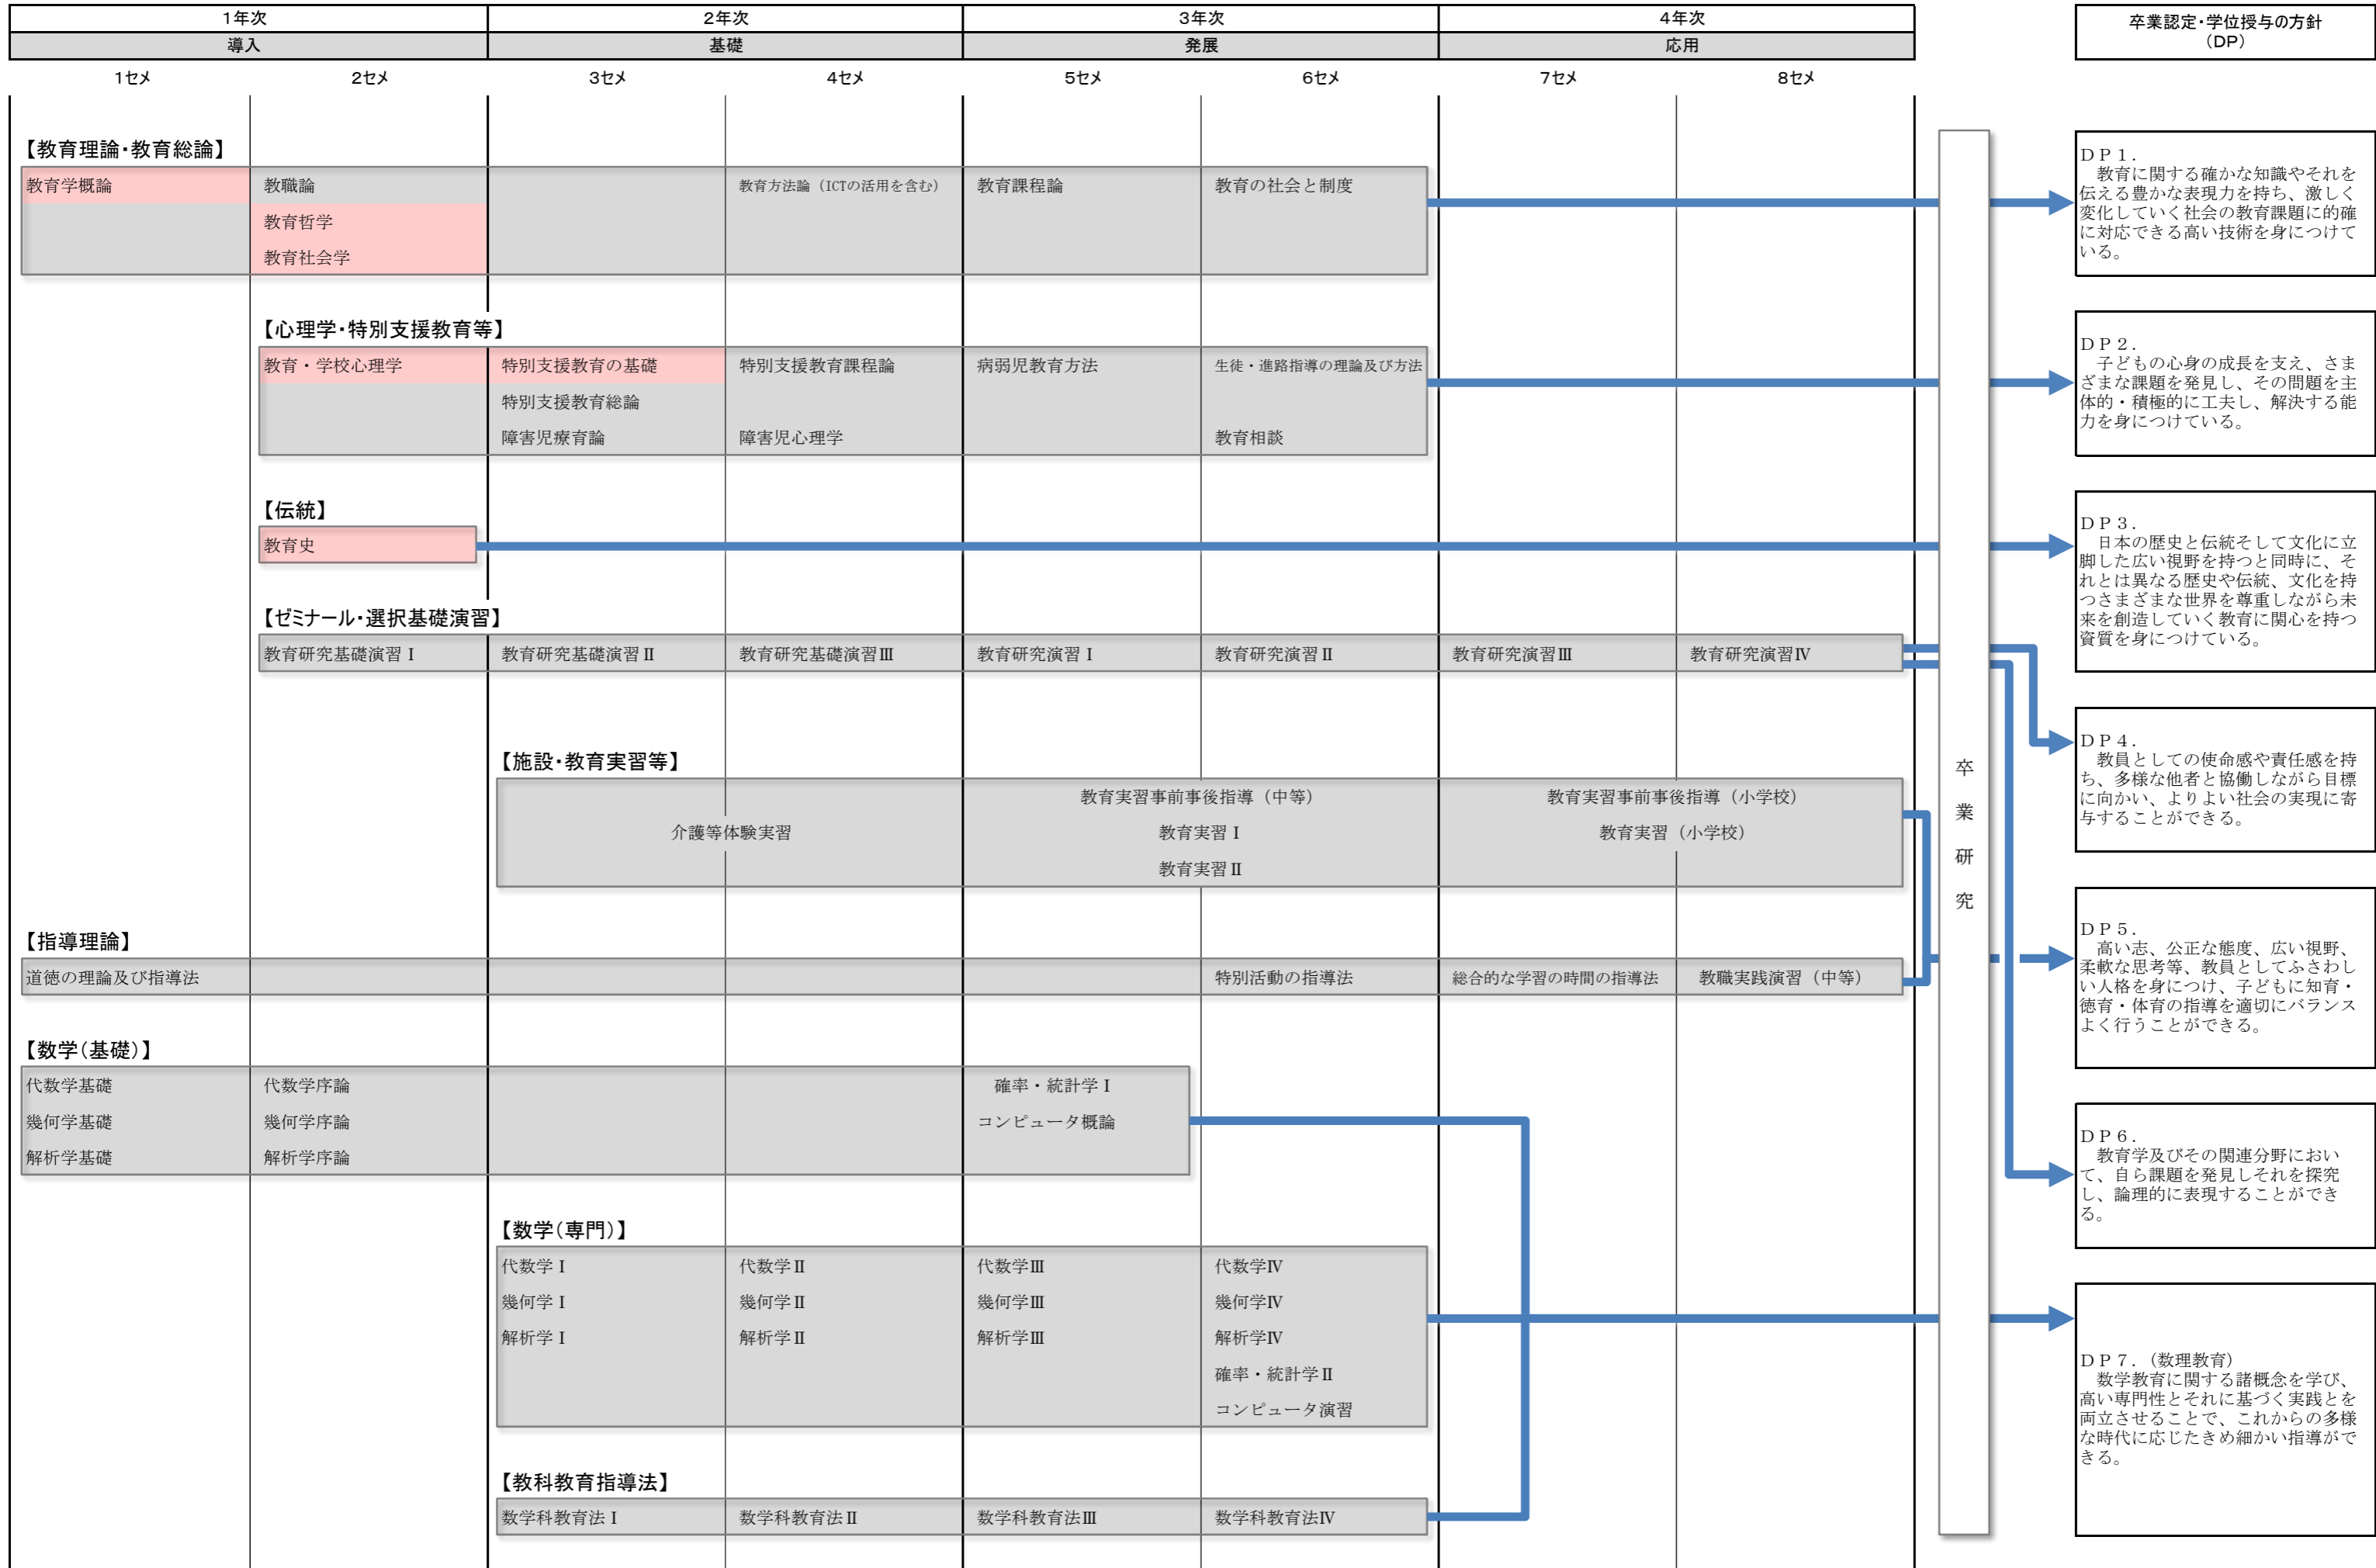 1年次 2年次 3年次 4年次
導入 基礎 発展 応用
卒業認定・学位授与の方針
(DP)
1セメ 2セメ 3セメ 4セメ 5セメ 6セメ 7セメ 8セメ
【教育理論・教育総論】
教育学概論 教職論 教育方法論（ICTの活用を含む） 教育課程論 教育の社会と制度
教育哲学
教育社会学
【心理学・特別支援教育等】
教育・学校心理学 特別支援教育の基礎 特別支援教育課程論 病弱児教育方法 生徒・進路指導の理論及び方法
特別支援教育総論
障害児療育論 障害児心理学 教育相談
【伝統】
教育史
【ゼミナール・選択基礎演習】
教育研究基礎演習Ⅰ 教育研究基礎演習Ⅱ 教育研究基礎演習Ⅲ 教育研究演習Ⅰ 教育研究演習Ⅱ 教育研究演習Ⅲ 教育研究演習Ⅳ
【施設・教育実習等】
教育実習事前事後指導（中等） 教育実習事前事後指導（小学校）
介護等体験実習 教育実習Ⅰ 教育実習（小学校）
教育実習Ⅱ
【指導理論】
道徳の理論及び指導法 特別活動の指導法 総合的な学習の時間の指導法 教職実践演習（中等）
【数学（基礎）】
代数学基礎 代数学序論 確率・統計学Ⅰ
幾何学基礎 幾何学序論 コンピュータ概論
解析学基礎 解析学序論
【数学（専門）】
代数学Ⅰ 代数学Ⅱ 代数学Ⅲ 代数学Ⅳ
幾何学Ⅰ 幾何学Ⅱ 幾何学Ⅲ 幾何学Ⅳ
解析学Ⅰ 解析学Ⅱ 解析学Ⅲ 解析学Ⅳ
確率・統計学Ⅱ
コンピュータ演習
【教科教育指導法】
数学科教育法Ⅰ 数学科教育法Ⅱ 数学科教育法Ⅲ 数学科教育法Ⅳ
卒
業
研
究
ＤＰ１．
教育に関する確かな知識やそれを
伝える豊かな表現力を持ち、激しく
変化していく社会の教育課題に的確
に対応できる高い技術を身につけて
いる。
ＤＰ２．
子どもの心身の成長を支え、さま
ざまな課題を発見し、その問題を主
体的・積極的に工夫し、解決する能
力を身につけている。
ＤＰ３．
日本の歴史と伝統そして文化に立
脚した広い視野を持つと同時に、そ
れとは異なる歴史や伝統、文化を持
つさまざまな世界を尊重しながら未
来を創造していく教育に関心を持つ
資質を身につけている。
ＤＰ４．
教員としての使命感や責任感を持
ち、多様な他者と協働しながら目標
に向かい、よりよい社会の実現に寄
与することができる。
ＤＰ５．
高い志、公正な態度、広い視野、
柔軟な思考等、教員としてふさわし
い人格を身につけ、子どもに知育・
徳育・体育の指導を適切にバランス
よく行うことができる。
ＤＰ６．
教育学及びその関連分野におい
て、自ら課題を発見しそれを探究
し、論理的に表現することができ
る。
ＤＰ７．（数理教育）
数学教育に関する諸概念を学び、
高い専門性とそれに基づく実践とを
両立させることで、これからの多様
な時代に応じたきめ細かい指導がで
きる。